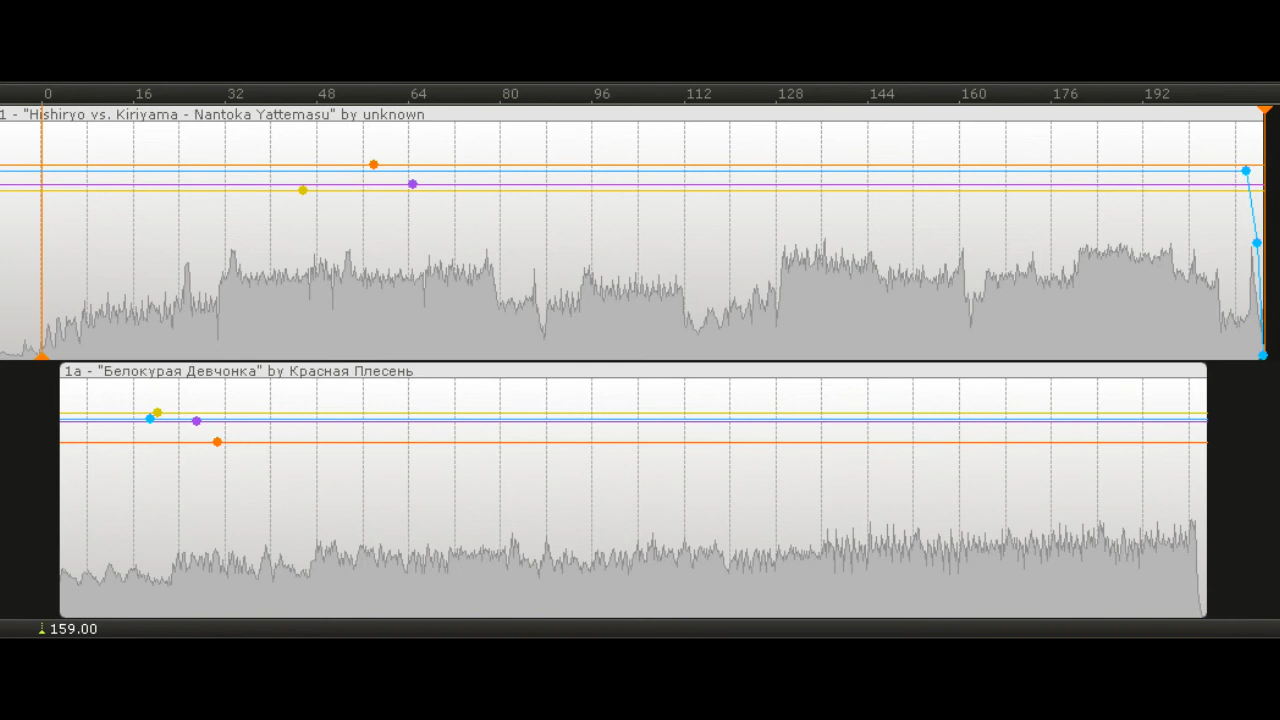 0 16 32 48 64 80 96 112 128 144 160 176 192
1 - "Hishiryo vs. Kiriyama - Nantoka Yattemasu" by unknown
1a - "Белокурая Девчонка" by Красная Плесень
159.00